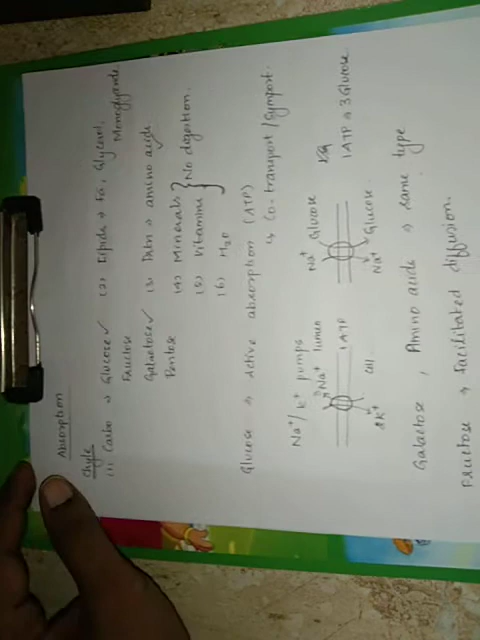 Absorption
Chyle
(1) Carbo → Glucose ✓
Fructose
Galactose ✓
Pentose
(2) Lipids → FA, Glycerol,
Monoglyceride.
(3) → amino acids
(4) Minerals
(5) Vitamins } No digestion.
(6) H₂O
Glucose → Active absorption (ATP)
↳ Co-transport/Symport.
Na⁺/K⁺ pumps
3Na⁺ lumen
1ATP
2K⁺ cell
Na⁺ Glucose
Na⁺ Glucose.
1ATP = 3 Glucose.
Galactose, Amino acids → same type
Fructose → Facilitated diffusion.